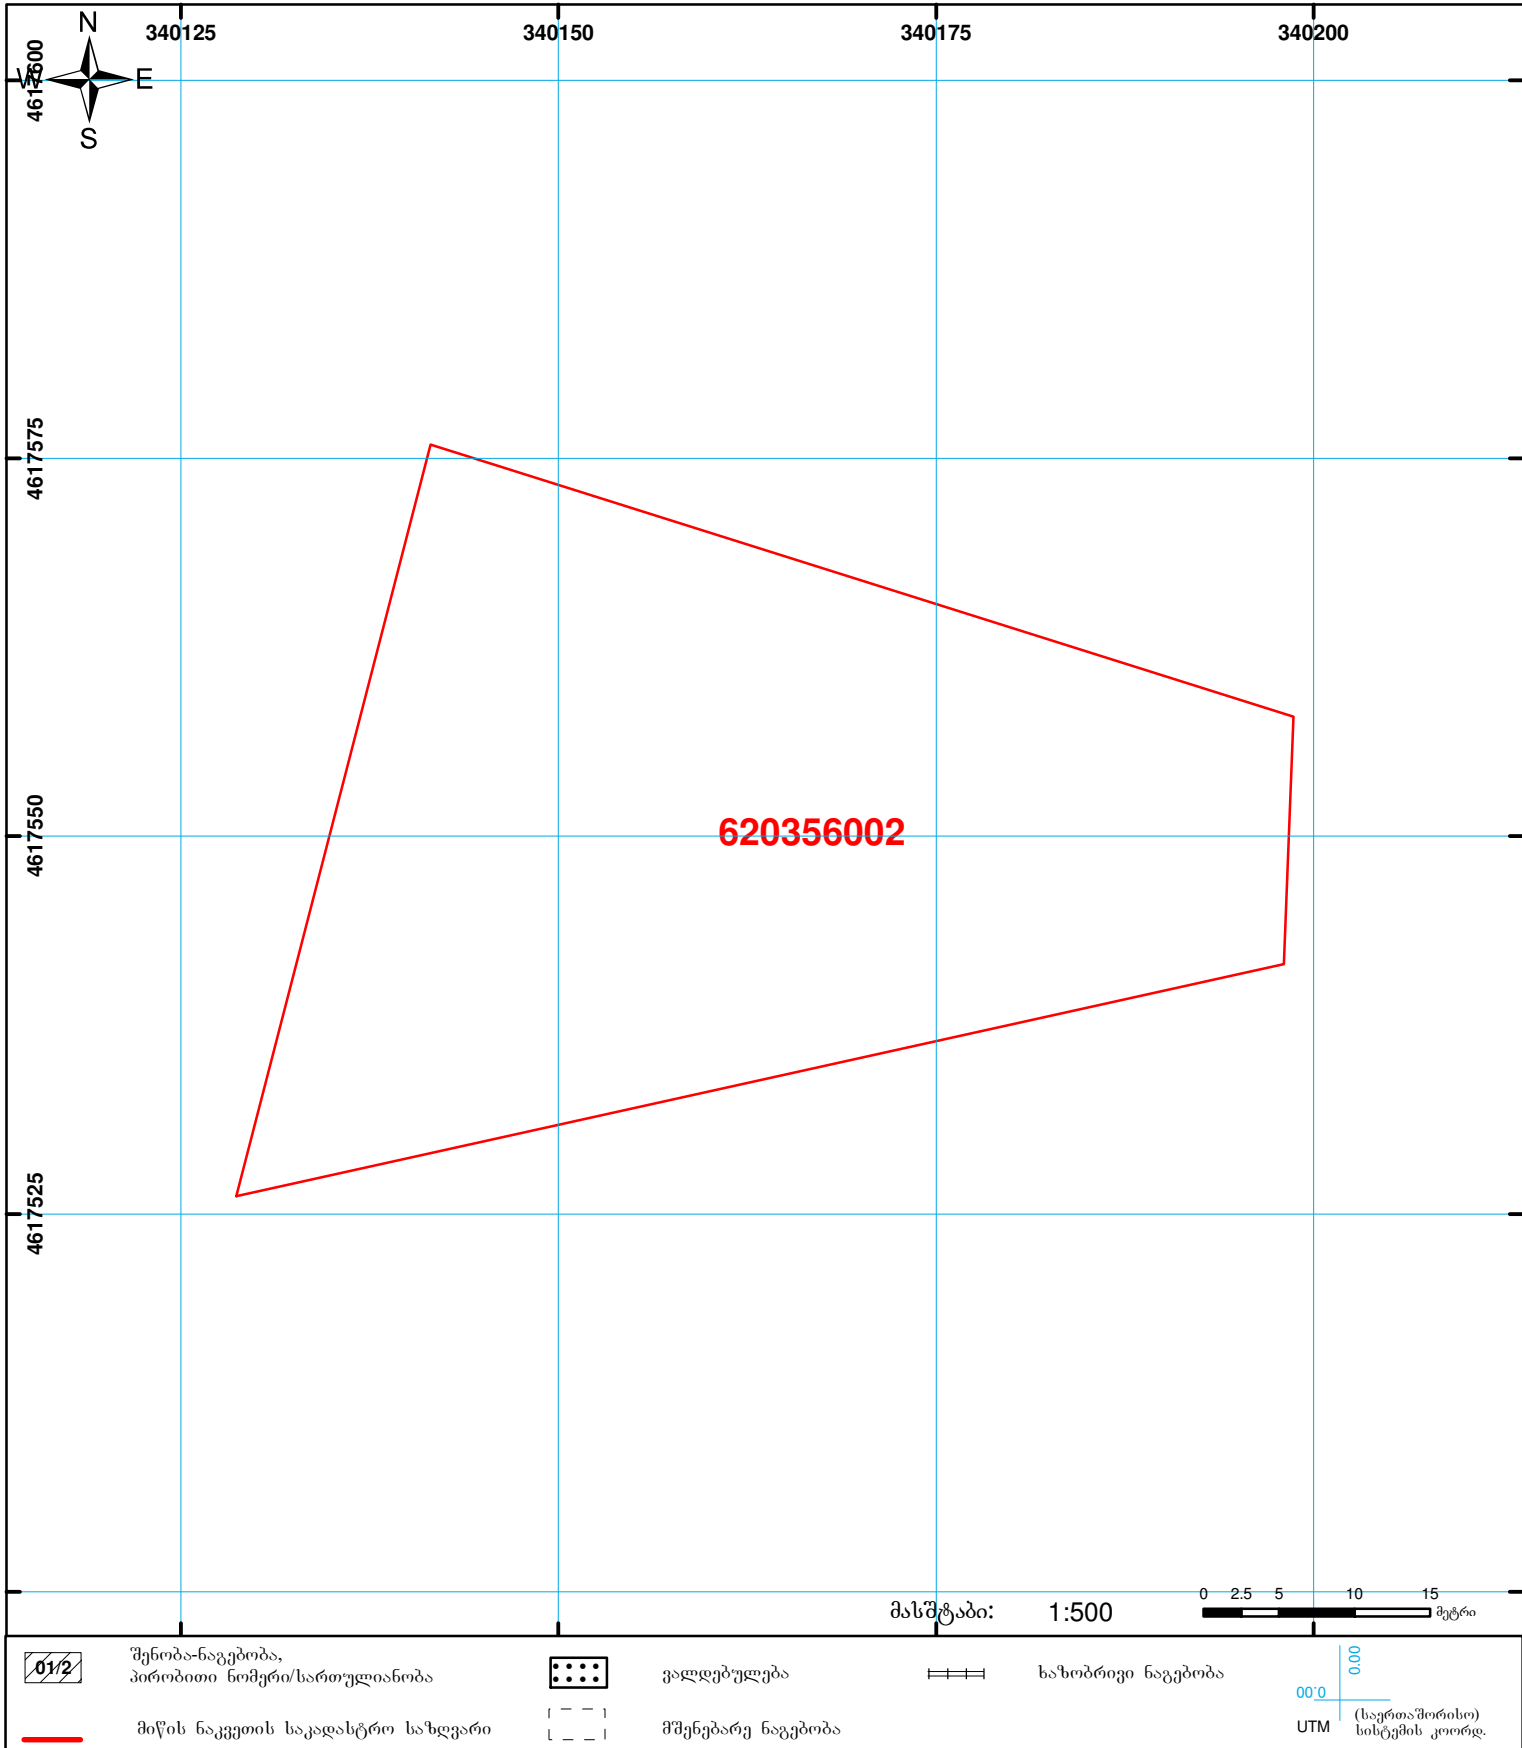 N
340125 340150 340175 340200
W E
S
4617575
4617550
620356002
4617525
მასშტაბი: 1:500
0 2.5 5 10 15
მეტრი
01/2
შენობა-ნაგებობა,
პირობითი ნომერი/სართულიანობა
ვალდებულება
ხაზობრივი ნაგებობა
0.00
0.00
მიწის ნაკვეთის საკადასტრო საზღვარი
მშენებარე ნაგებობა
UTM
(საერთაშორისო)
სისტემის კოორდ.